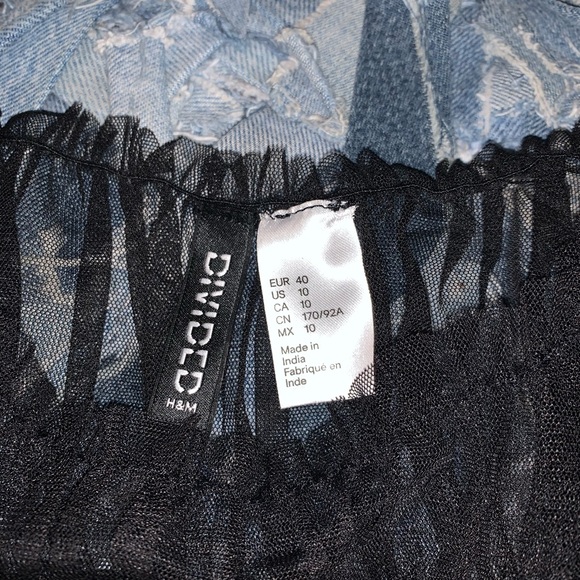 DIVIDED
H&M
EUR 40
US 10
CA 10
CN 170/92A
MX 10
Made in
India
Fabriqué en
Inde